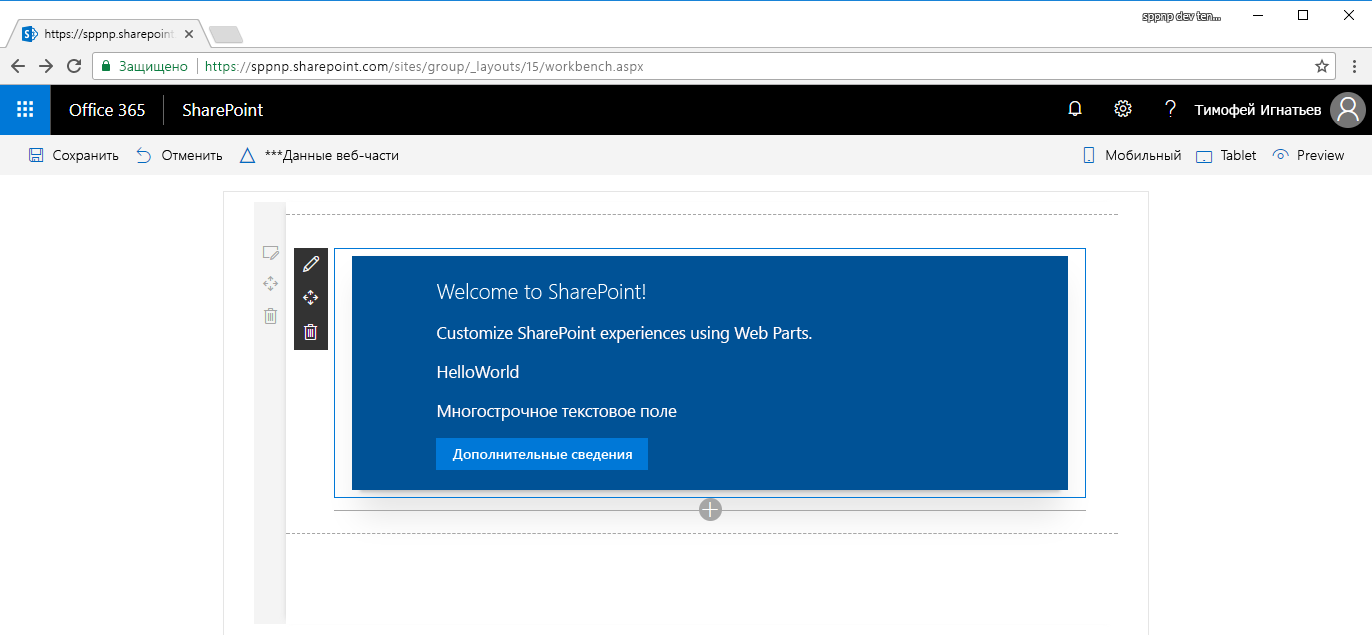 sppnp dev ten...
https://sppnp.sharepoint
Защищено https://sppnp.sharepoint.com/sites/group/_layouts/15/workbench.aspx
Office 365 SharePoint ? Тимофей Игнатьев
Сохранить Отменить ***Данные веб-части Мобильный Tablet Preview
Welcome to SharePoint!
Customize SharePoint experiences using Web Parts.
HelloWorld
Многострочное текстовое поле
Дополнительные сведения